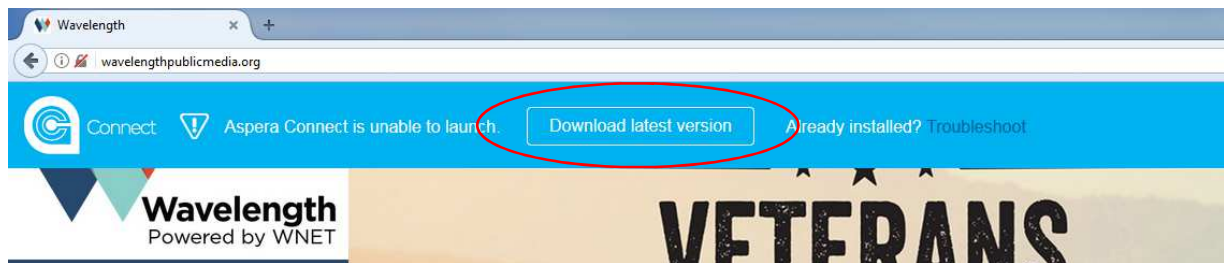 Wavelength
wavelengthpublicmedia.org
Connect Aspera Connect is unable to launch. Download latest version Already installed? Troubleshoot
Wavelength
Powered by WNET
VETERANS